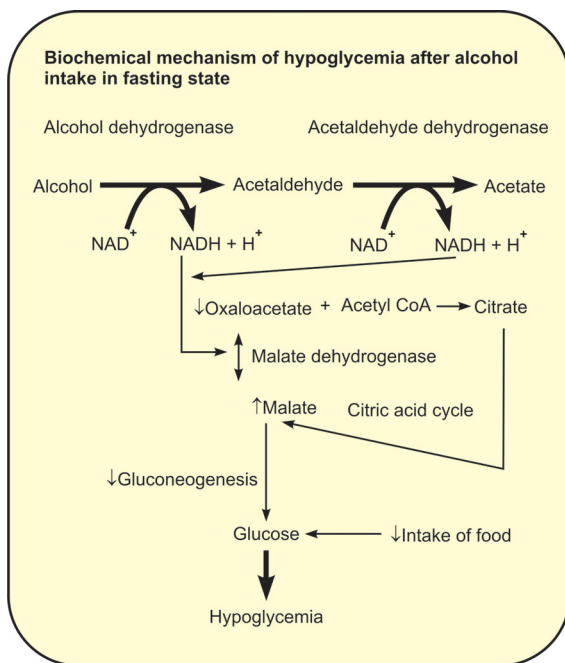 Biochemical mechanism of hypoglycemia after alcohol
intake in fasting state
Alcohol dehydrogenase Acetaldehyde dehydrogenase
Alcohol Acetaldehyde Acetate
NAD+ NADH + H+ NAD+ NADH + H+
↓Oxaloacetate + Acetyl CoA → Citrate
Malate dehydrogenase
↑Malate Citric acid cycle
↓Gluconeogenesis
Glucose ← ↓Intake of food
Hypoglycemia